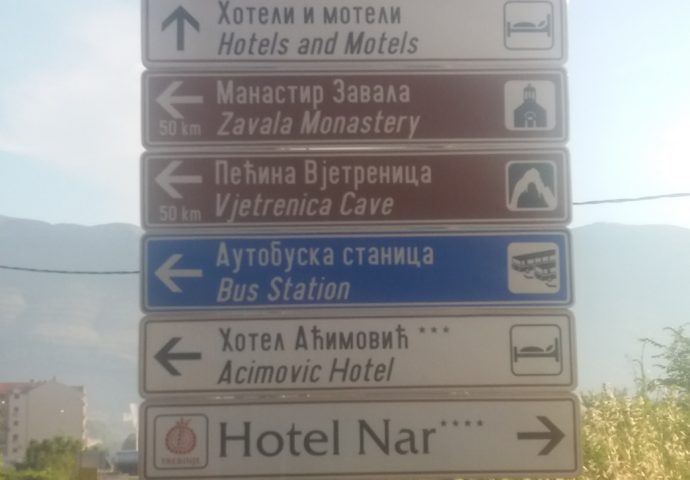 Хотели и мотели
Hotels and Motels
Манастир Завала
50 km
Zavala Monastery
Пећина Вјетреница
50 km
Vjetrenica Cave
Аутобуска станица
Bus Station
Хотел Аћимовић ***
Acimovic Hotel
TREBINJE
Hotel Nar****